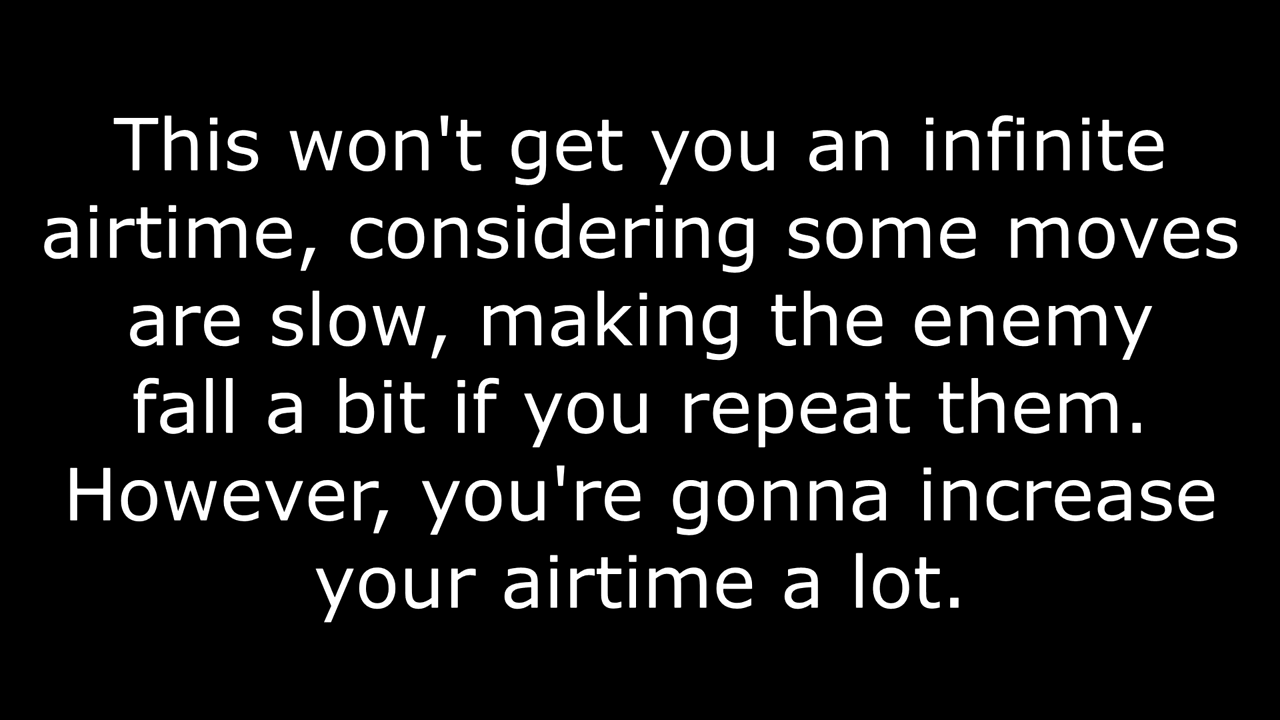 This won't get you an infinite
airtime, considering some moves
are slow, making the enemy
fall a bit if you repeat them.
However, you're gonna increase
your airtime a lot.